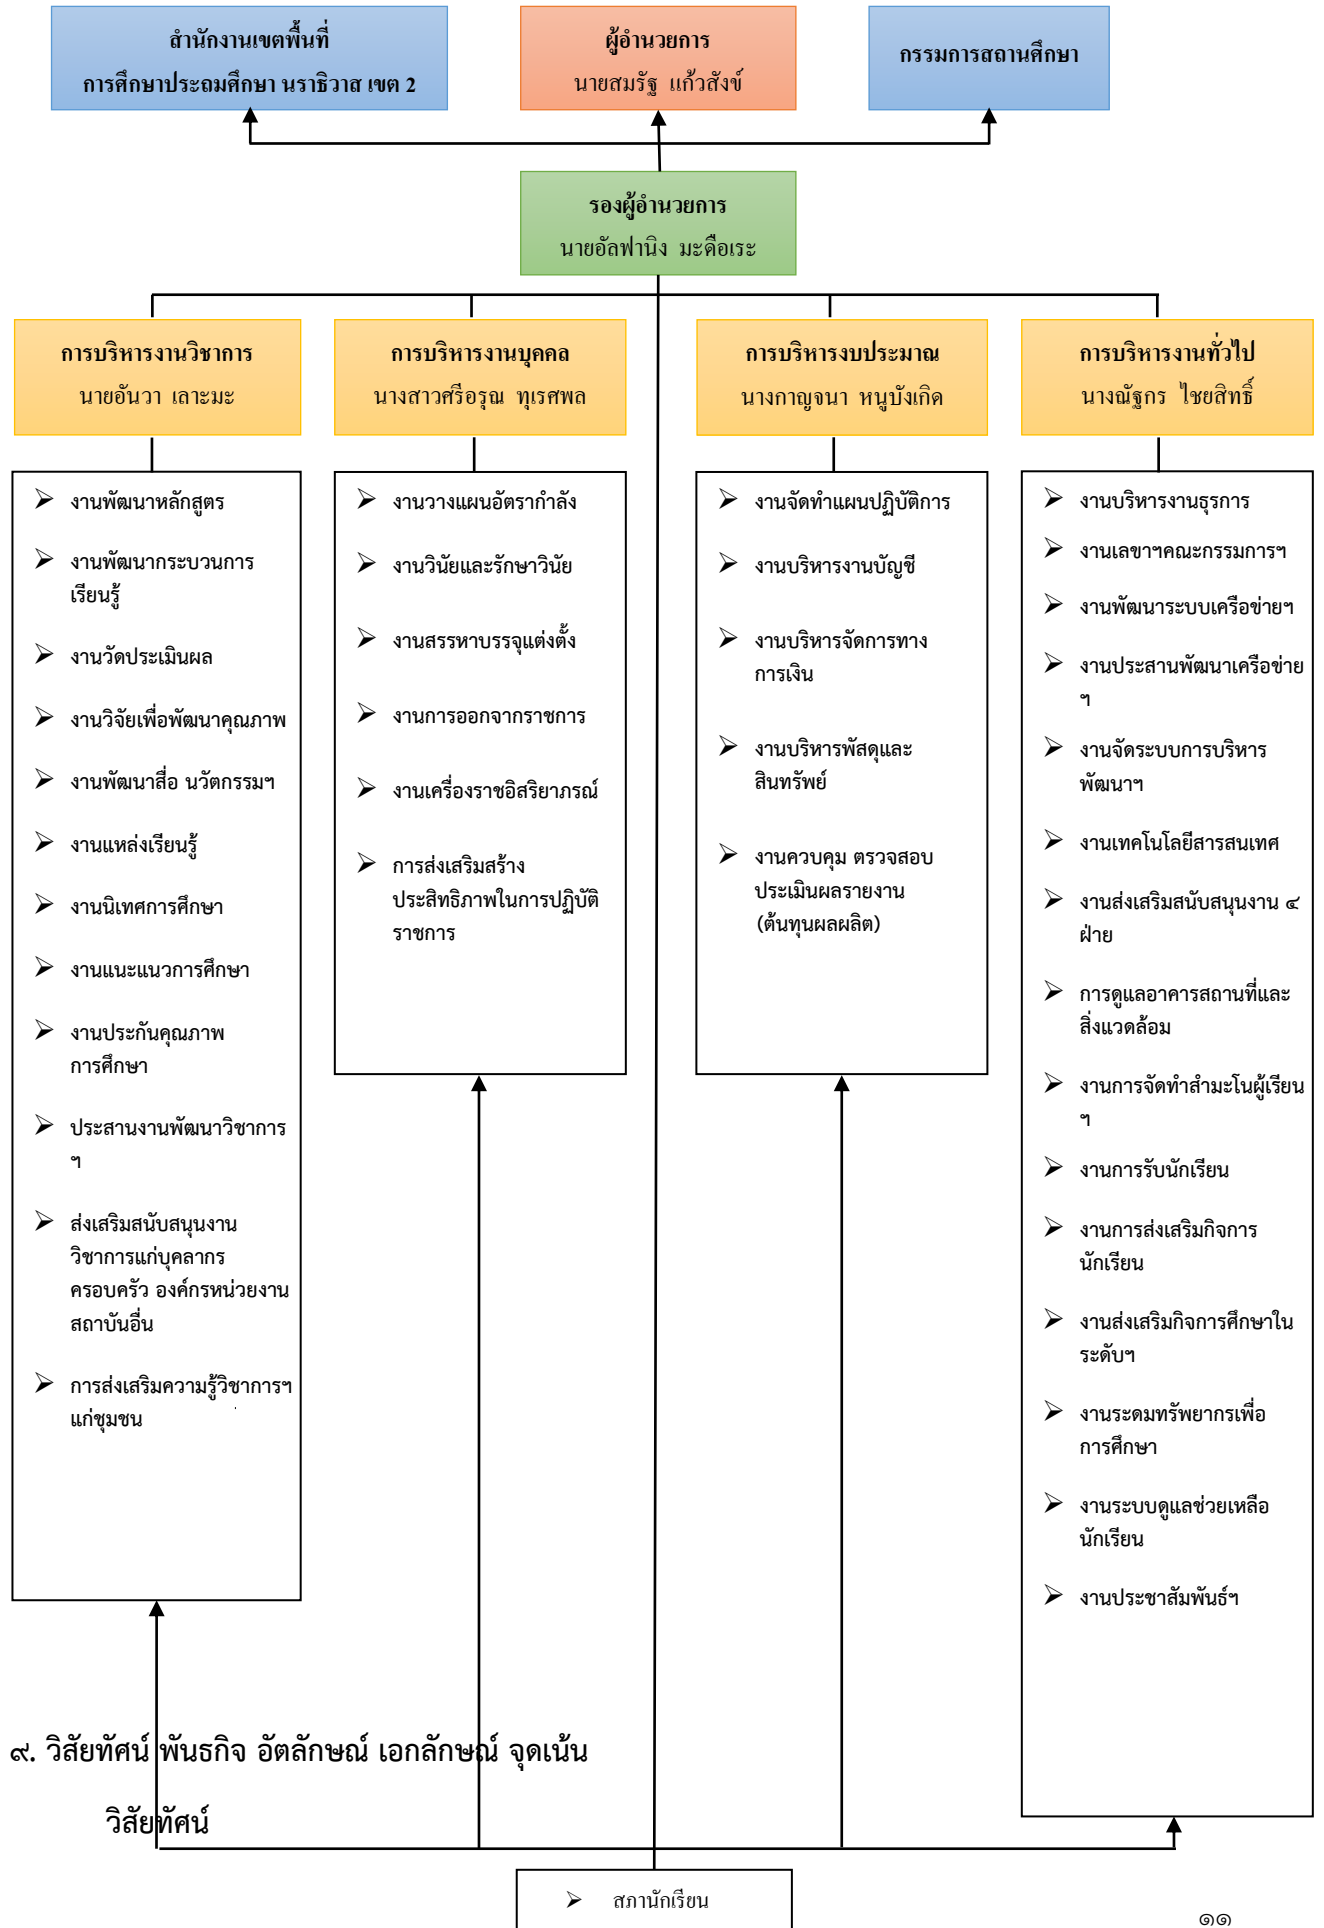 สำนักงานเขตพื้นที่
การศึกษาประถมศึกษา นราธิวาส เขต 2
ผู้อำนวยการ
นายสมรัฐ แก้วสังข์
กรรมการสถานศึกษา
รองผู้อำนวยการ
นายอัลฟานิง มะดือเระ
การบริหารงานวิชาการ
นายอันวา เลาะมะ
การบริหารงานบุคคล
นางสาวศรีอรุณ ทุเรศพล
การบริหารงบประมาณ
นางกาญจนา หนูบังเกิด
การบริหารงานทั่วไป
นางณัฐกร ไชยสิทธิ์
➢ งานพัฒนาหลักสูตร
➢ งานพัฒนากระบวนการ
เรียนรู้
➢ งานวัดประเมินผล
➢ งานวิจัยเพื่อพัฒนาคุณภาพ
➢ งานพัฒนาสื่อ นวัตกรรมฯ
➢ งานแหล่งเรียนรู้
➢ งานนิเทศการศึกษา
➢ งานแนะแนวการศึกษา
➢ งานประกันคุณภาพ
การศึกษา
➢ ประสานงานพัฒนาวิชาการ
ฯ
➢ ส่งเสริมสนับสนุนงาน
วิชาการแก่บุคลากร
ครอบครัว องค์กรหน่วยงาน
สถาบันอื่น
➢ การส่งเสริมความรู้วิชาการฯ
แก่ชุมชน
➢ งานวางแผนอัตรากำลัง
➢ งานวินัยและรักษาวินัย
➢ งานสรรหาบรรจุแต่งตั้ง
➢ งานการออกจากราชการ
➢ งานเครื่องราชอิสริยาภรณ์
➢ การส่งเสริมสร้าง
ประสิทธิภาพในการปฏิบัติ
ราชการ
➢ งานจัดทำแผนปฏิบัติการ
➢ งานบริหารงานบัญชี
➢ งานบริหารจัดการทาง
การเงิน
➢ งานบริหารพัสดุและ
สินทรัพย์
➢ งานควบคุม ตรวจสอบ
ประเมินผลรายงาน
(ต้นทุนผลผลิต)
➢ งานบริหารงานธุรการ
➢ งานเลขาฯคณะกรรมการฯ
➢ งานพัฒนาระบบเครือข่ายฯ
➢ งานประสานพัฒนาเครือข่าย
ฯ
➢ งานจัดระบบการบริหาร
พัฒนาฯ
➢ งานเทคโนโลยีสารสนเทศ
➢ งานส่งเสริมสนับสนุนงาน ๔
ฝ่าย
➢ การดูแลอาคารสถานที่และ
สิ่งแวดล้อม
➢ งานการจัดทำสำมะโนผู้เรียน
ฯ
➢ งานการรับนักเรียน
➢ งานการส่งเสริมกิจการ
นักเรียน
➢ งานส่งเสริมกิจการศึกษาใน
ระดับฯ
➢ งานระดมทรัพยากรเพื่อ
การศึกษา
➢ งานระบบดูแลช่วยเหลือ
นักเรียน
➢ งานประชาสัมพันธ์ฯ
๙. วิสัยทัศน์ พันธกิจ อัตลักษณ์ เอกลักษณ์ จุดเน้น
วิสัยทัศน์
➢ สภานักเรียน
๑๑